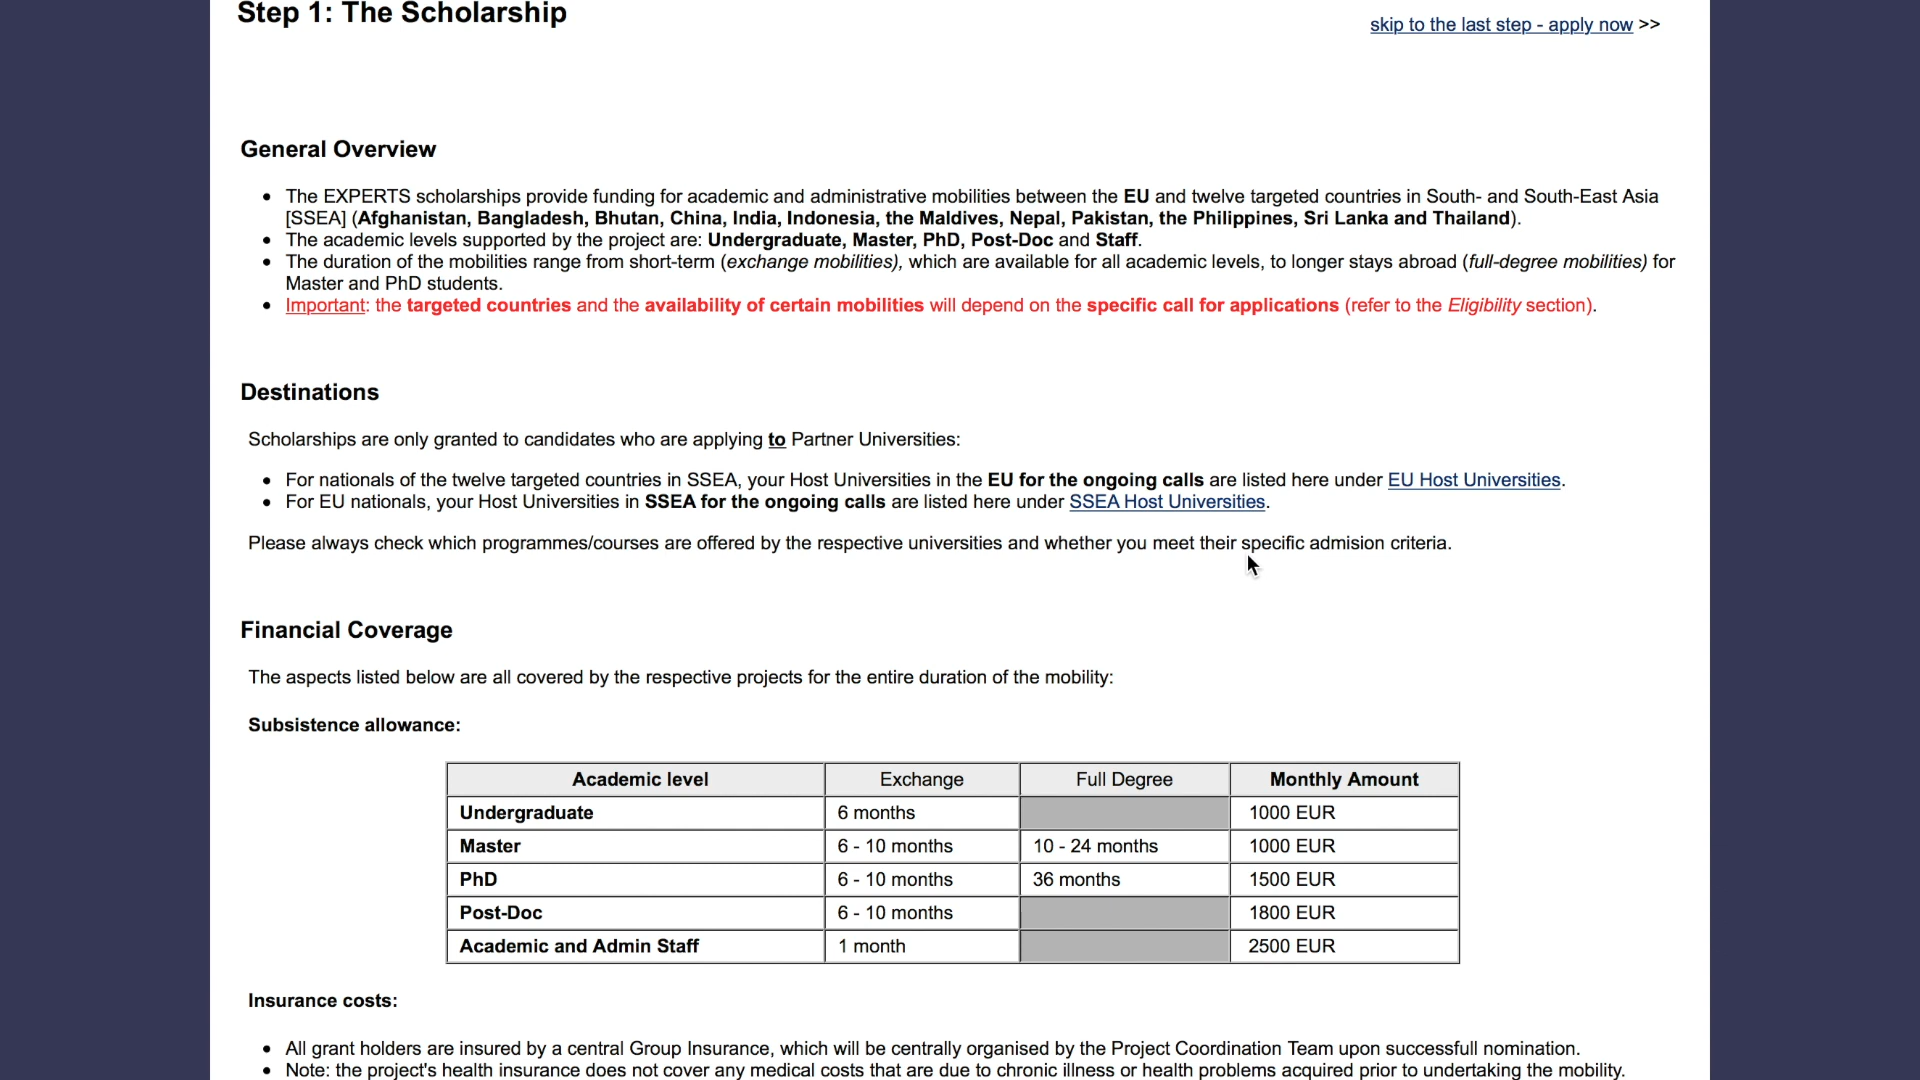 Step 1: The Scholarship
skip to the last step - apply now >>
General Overview
The EXPERTS scholarships provide funding for academic and administrative mobilities between the EU and twelve targeted countries in South- and South-East Asia
[SSEA] (Afghanistan, Bangladesh, Bhutan, China, India, Indonesia, the Maldives, Nepal, Pakistan, the Philippines, Sri Lanka and Thailand).
The academic levels supported by the project are: Undergraduate, Master, PhD, Post-Doc and Staff.
The duration of the mobilities range from short-term (exchange mobilities), which are available for all academic levels, to longer stays abroad (full-degree mobilities) for
Master and PhD students.
Important: the targeted countries and the availability of certain mobilities will depend on the specific call for applications (refer to the Eligibility section).
Destinations
Scholarships are only granted to candidates who are applying to Partner Universities:
For nationals of the twelve targeted countries in SSEA, your Host Universities in the EU for the ongoing calls are listed here under EU Host Universities.
For EU nationals, your Host Universities in SSEA for the ongoing calls are listed here under SSEA Host Universities.
Please always check which programmes/courses are offered by the respective universities and whether you meet their specific admision criteria.
Financial Coverage
The aspects listed below are all covered by the respective projects for the entire duration of the mobility:
Subsistence allowance:
Academic level Exchange Full Degree Monthly Amount
Undergraduate 6 months 1000 EUR
Master 6 - 10 months 10 - 24 months 1000 EUR
PhD 6 - 10 months 36 months 1500 EUR
Post-Doc 6 - 10 months 1800 EUR
Academic and Admin Staff 1 month 2500 EUR
Insurance costs:
All grant holders are insured by a central Group Insurance, which will be centrally organised by the Project Coordination Team upon successfull nomination.
Note: the project's health insurance does not cover any medical costs that are due to chronic illness or health problems acquired prior to undertaking the mobility.